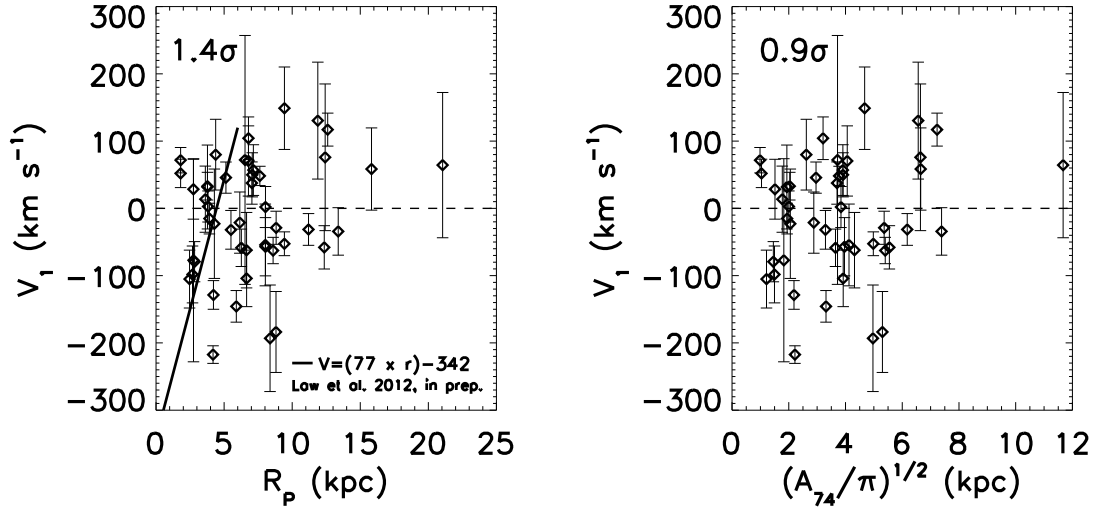 300
200
100
0
−100
−200
−300
V₁ (km s⁻¹)
1.4σ
V=(77 x r)−342
Law et al. 2012, in prep.
0 5 10 15 20 25
R_P (kpc)
300
200
100
0
−100
−200
−300
V₁ (km s⁻¹)
0.9σ
0 2 4 6 8 10 12
(A₇₄/π)^1/2 (kpc)